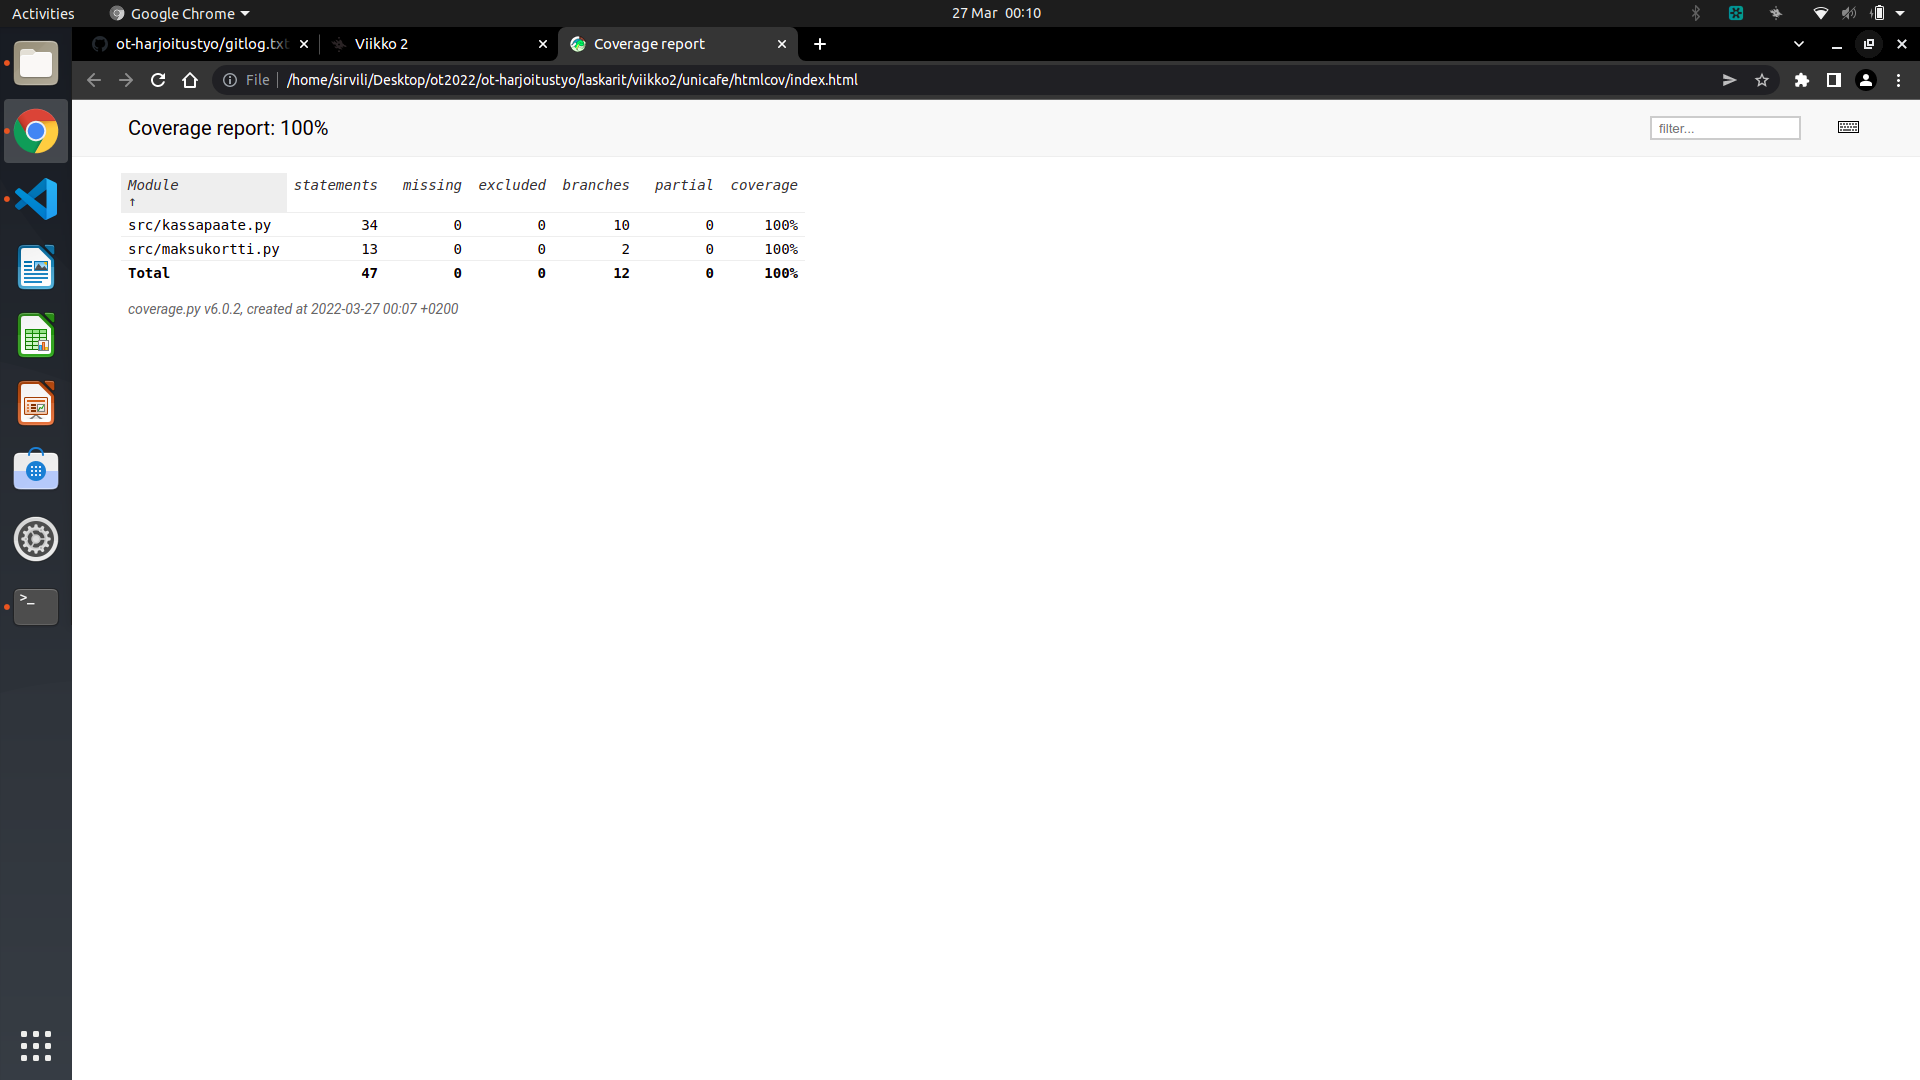 Activities
Google Chrome
27 Mar 00:10
ot-harjoitustyo/gitlog.txt
Viikko 2
Coverage report
File
/home/sirvili/Desktop/ot2022/ot-harjoitustyo/laskarit/viikko2/unicafe/htmlcov/index.html
Coverage report: 100%
filter...
Module ↑ statements missing excluded branches partial coverage
src/kassapaate.py 34 0 0 10 0 100%
src/maksukortti.py 13 0 0 2 0 100%
Total 47 0 0 12 0 100%
coverage.py v6.0.2, created at 2022-03-27 00:07 +0200
>_